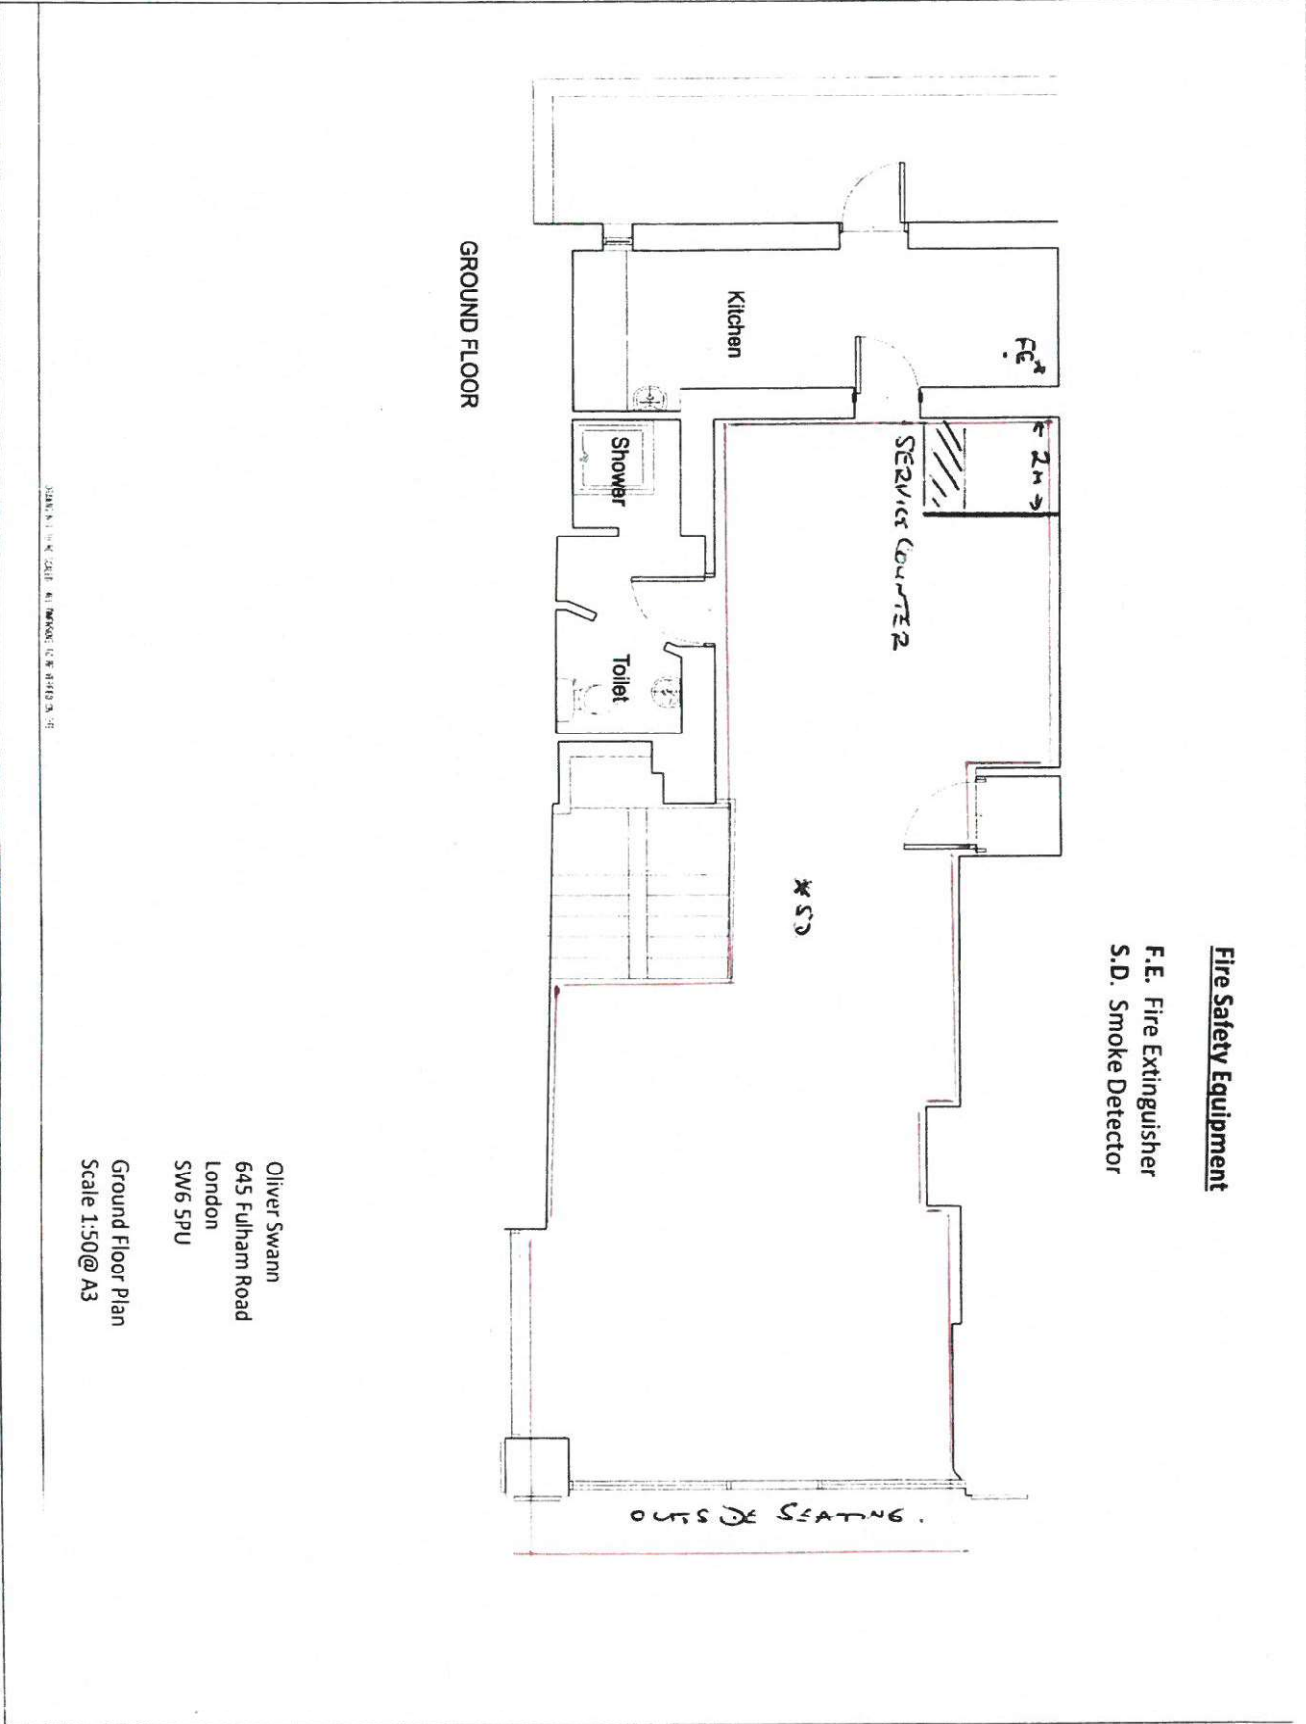 Fire Safety Equipment
F.E. Fire Extinguisher
S.D. Smoke Detector
FE*
2M
SERVICE COUNTER
Kitchen
Shower
Toilet
* SD
OUTSIDE SEATING.
GROUND FLOOR
Oliver Swann
645 Fulham Road
London
SW6 5PU
Ground Floor Plan
Scale 1:50@ A3